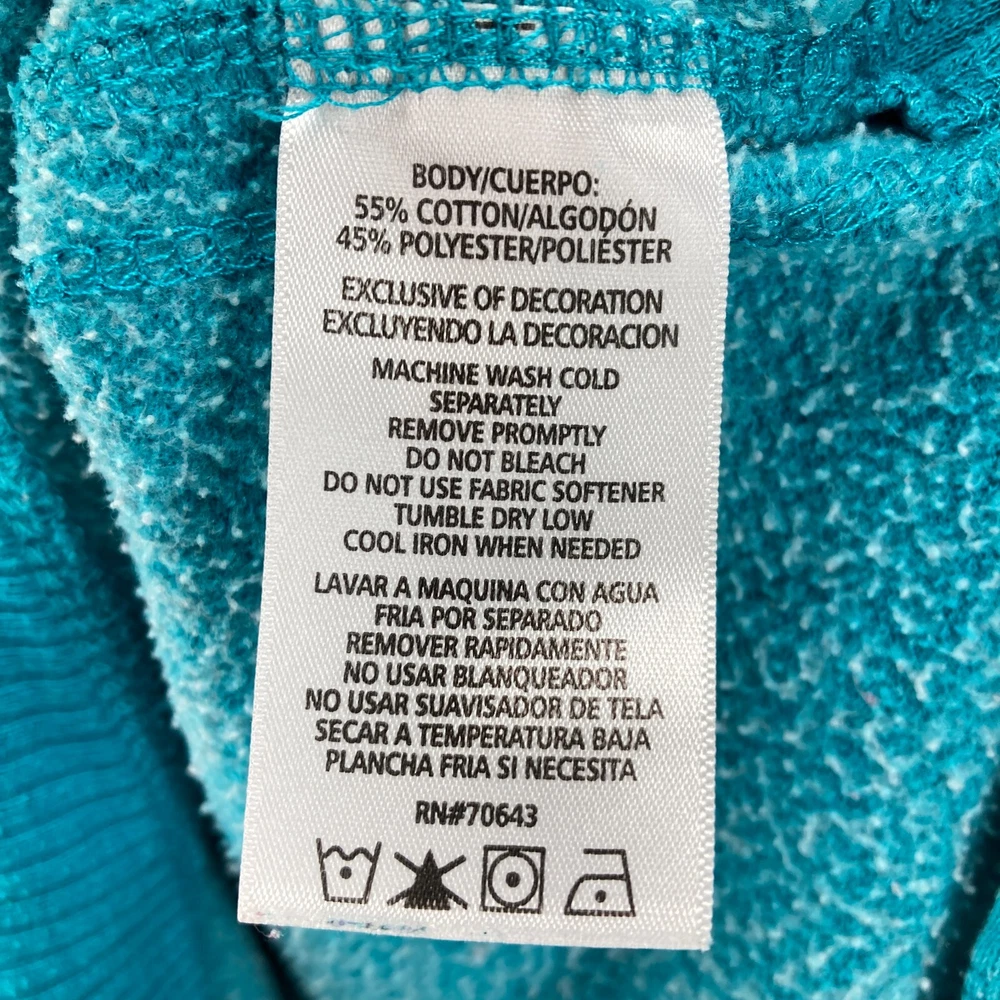 BODY/CUERPO:
55% COTTON/ALGODÓN
45% POLYESTER/POLIÉSTER
EXCLUSIVE OF DECORATION
EXCLUYENDO LA DECORACION
MACHINE WASH COLD
SEPARATELY
REMOVE PROMPTLY
DO NOT BLEACH
DO NOT USE FABRIC SOFTENER
TUMBLE DRY LOW
COOL IRON WHEN NEEDED
LAVAR A MAQUINA CON AGUA
FRIA POR SEPARADO
REMOVER RAPIDAMENTE
NO USAR BLANQUEADOR
NO USAR SUAVISADOR DE TELA
SECAR A TEMPERATURA BAJA
PLANCHA FRIA SI NECESITA
RN#70643